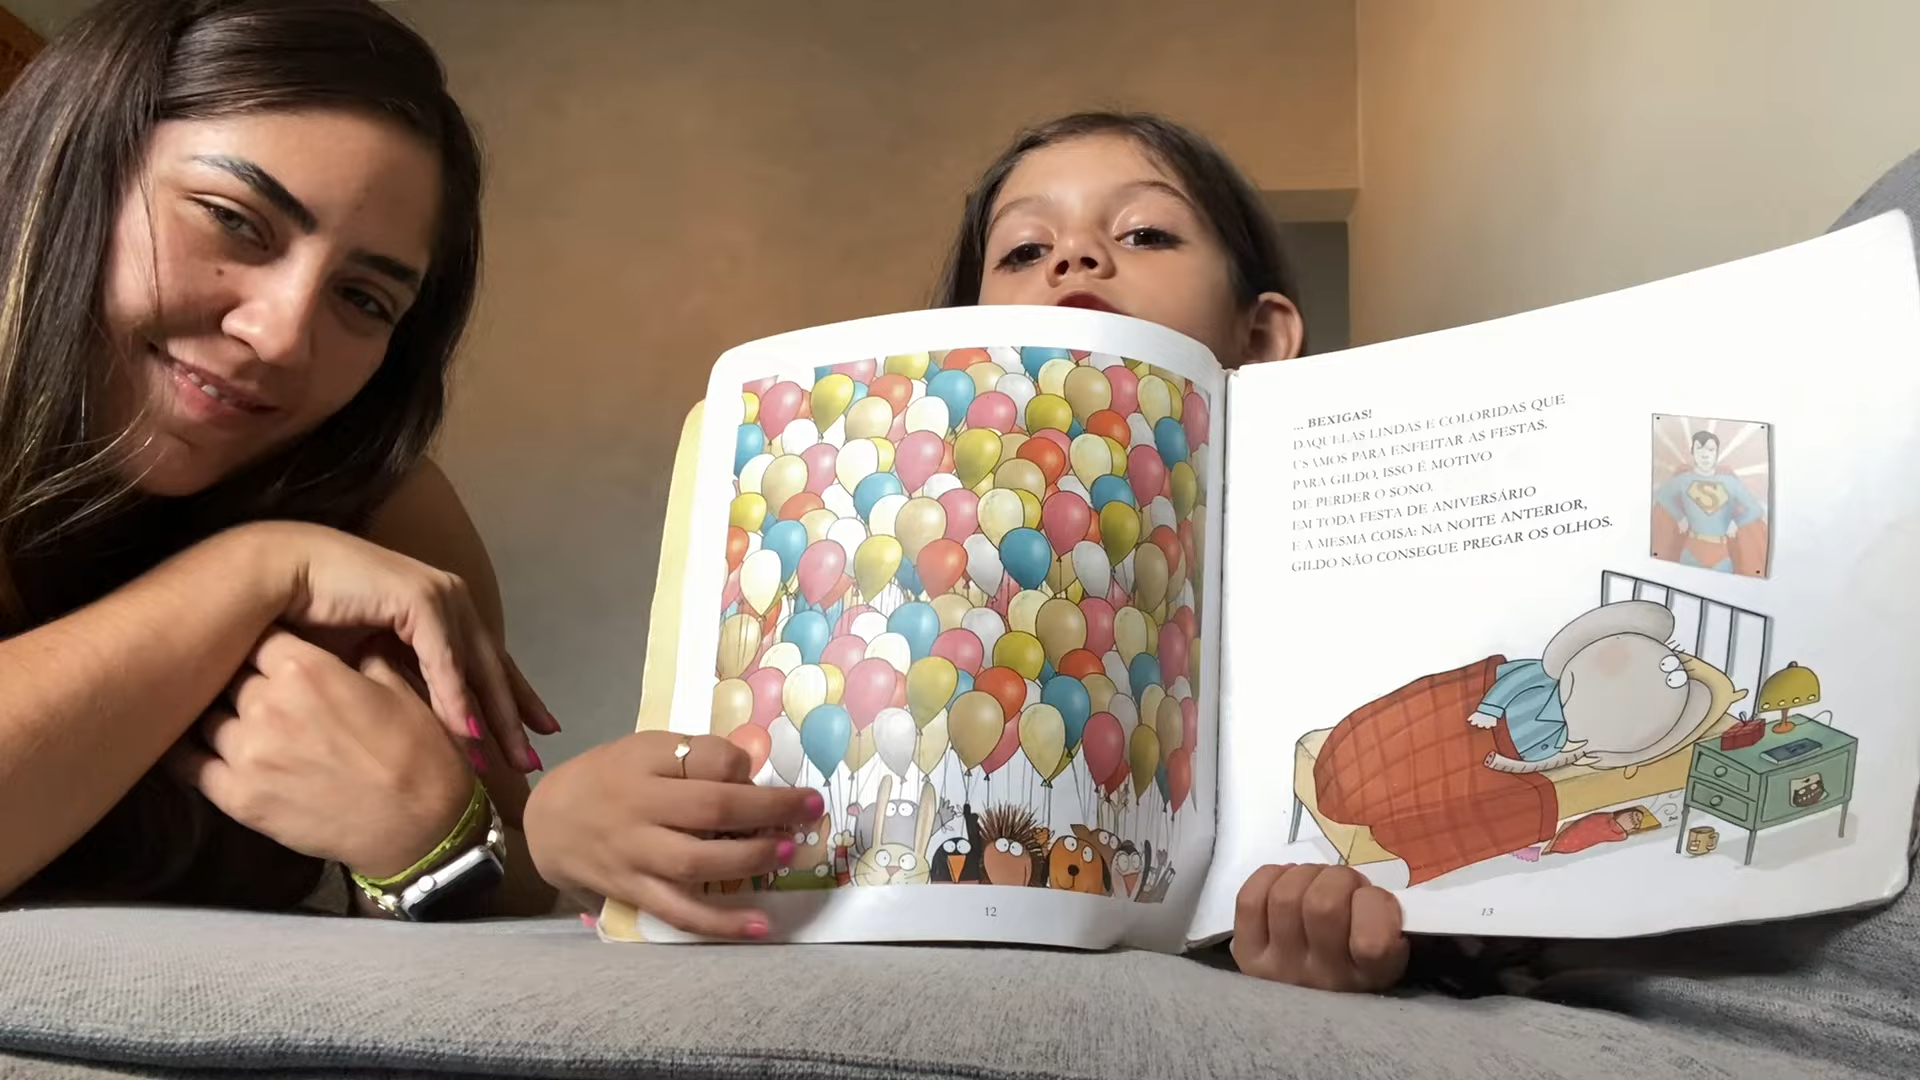 ... BEXIGAS!
DAQUELAS LINDAS E COLORIDAS QUE
USAMOS PARA ENFEITAR AS FESTAS.
PARA GILDO, ISSO É MOTIVO
DE PERDER O SONO.
EM TODA FESTA DE ANIVERSÁRIO
É A MESMA COISA: NA NOITE ANTERIOR,
GILDO NÃO CONSEGUE PREGAR OS OLHOS.
S
12
13